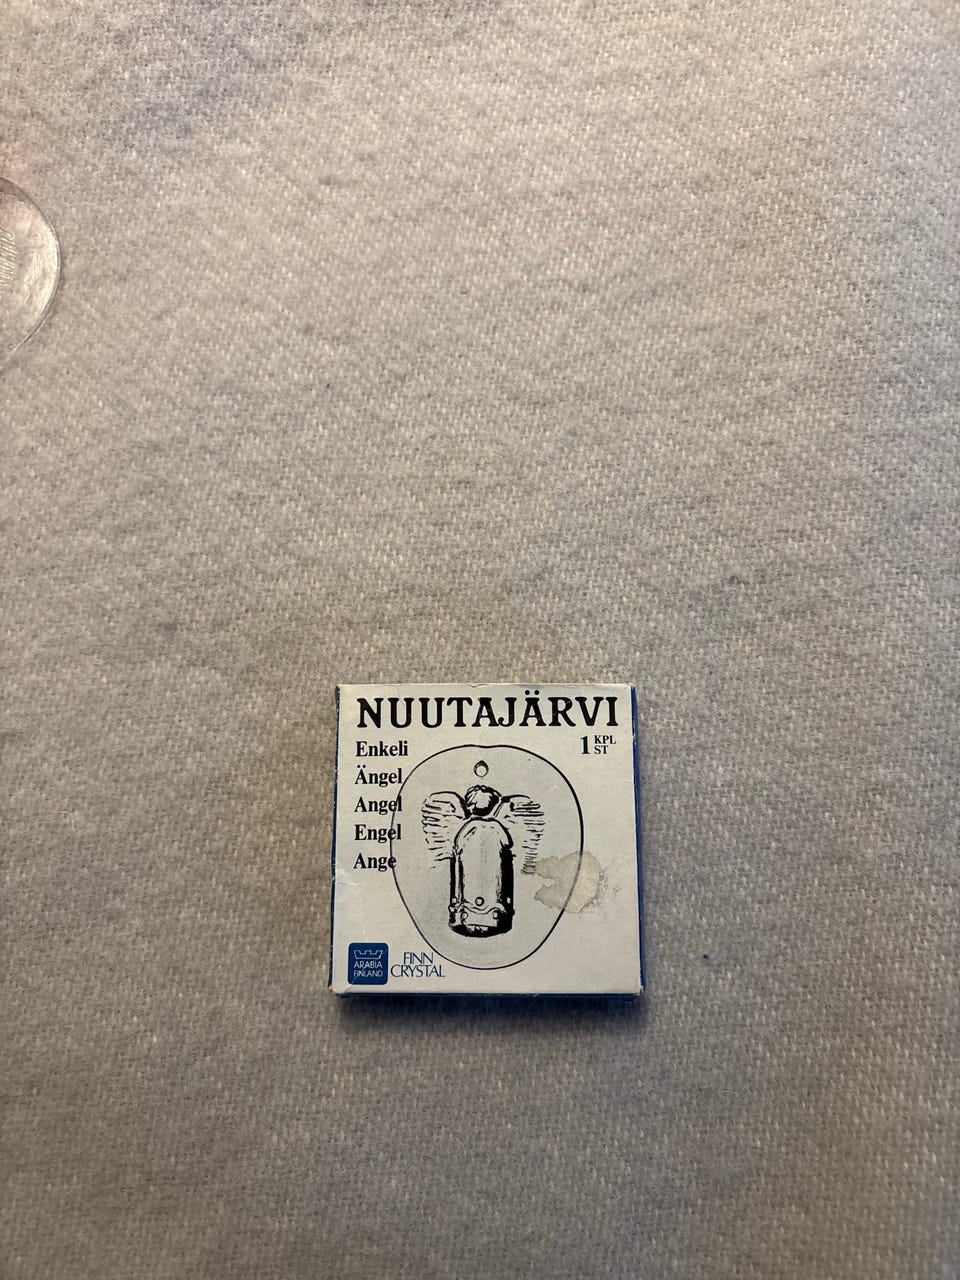 NUUTAJÄRVI
Enkeli
1 KPL
ST
Ängel
Angel
Engel
Ange
ARABIA
FINLAND
FINN
CRYSTAL